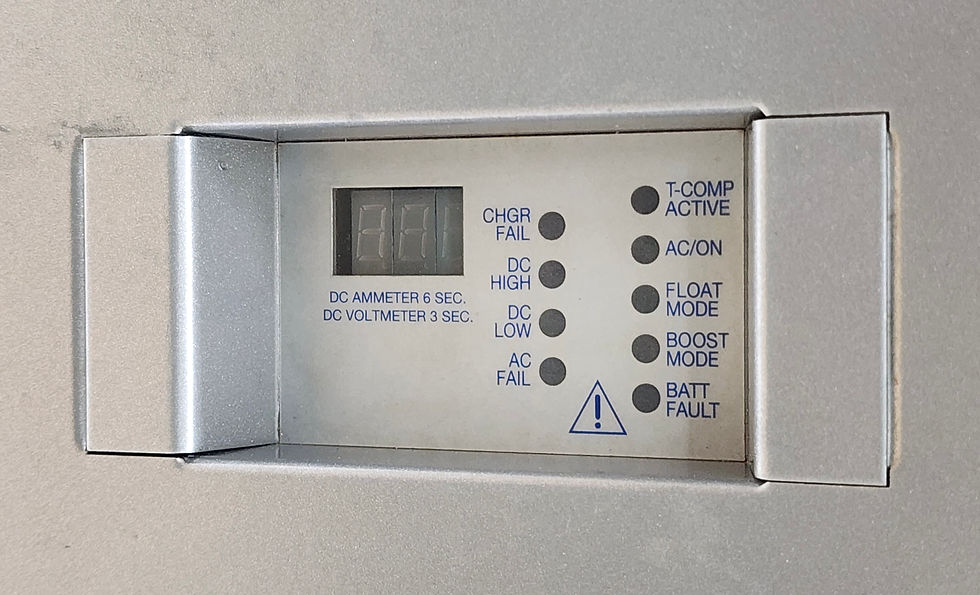 DC AMMETER 6 SEC.
DC VOLTMETER 3 SEC.
CHGR
FAIL
DC
HIGH
DC
LOW
AC
FAIL
!
T-COMP
ACTIVE
AC/ON
FLOAT
MODE
BOOST
MODE
BATT
FAULT